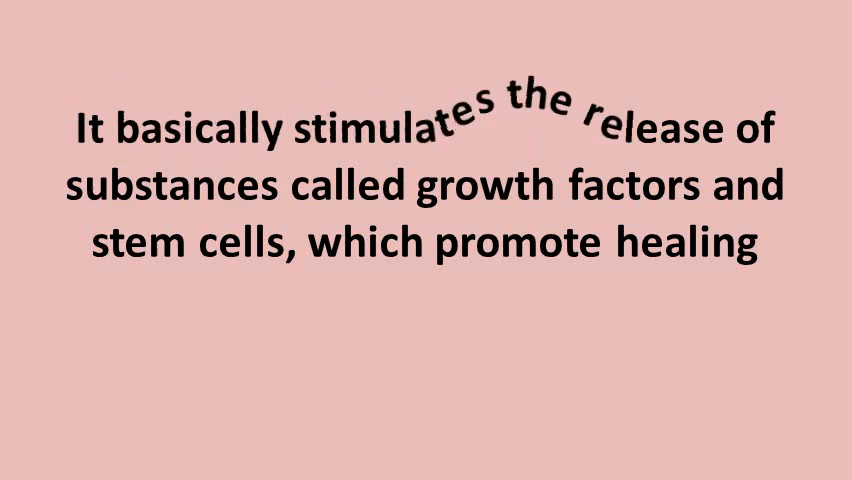 It basically stimulates the release of
substances called growth factors and
stem cells, which promote healing